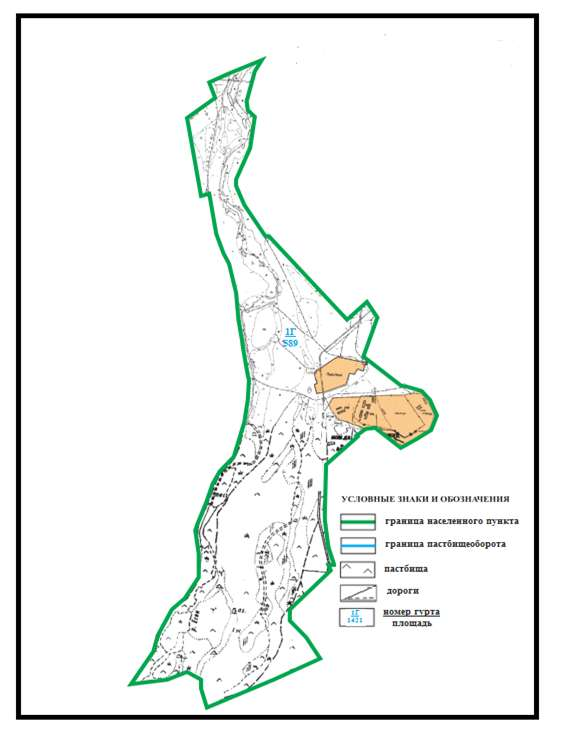 1Г
589
УСЛОВНЫЕ ЗНАКИ И ОБОЗНАЧЕНИЯ
граница населенного пункта
граница пастбищеоборота
пастбища
дороги
1Г
1421
номер гурта
площадь